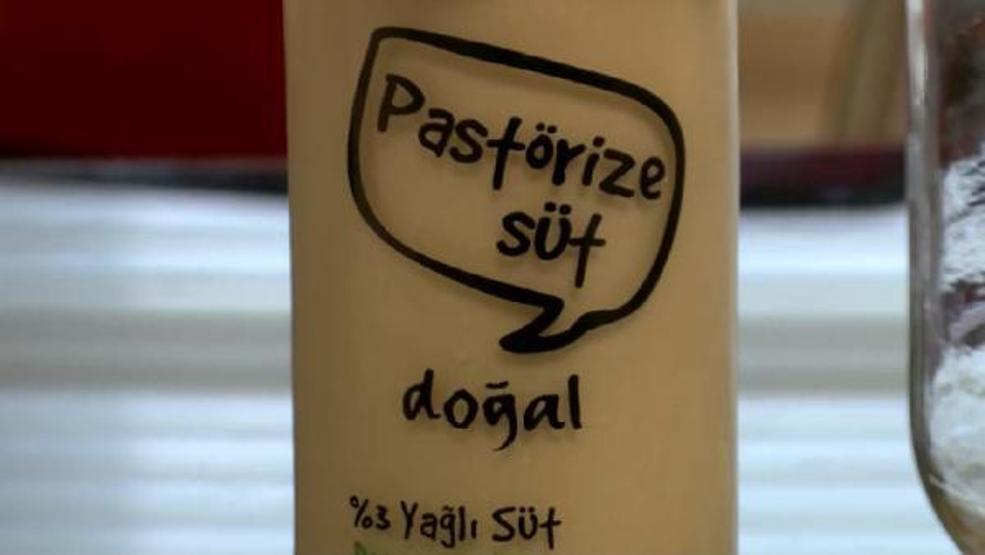 Pastörize
süt
doğal
%3 Yağlı Süt